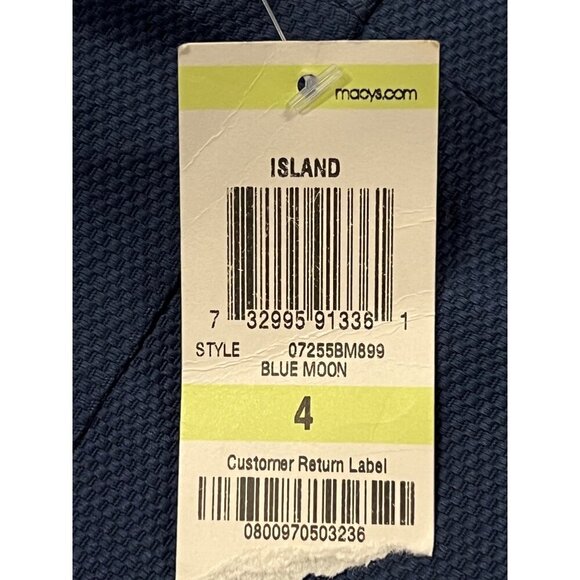 macys.com
ISLAND
7 32995 91336 1
STYLE 07255BM899
BLUE MOON
4
Customer Return Label
0800970503236